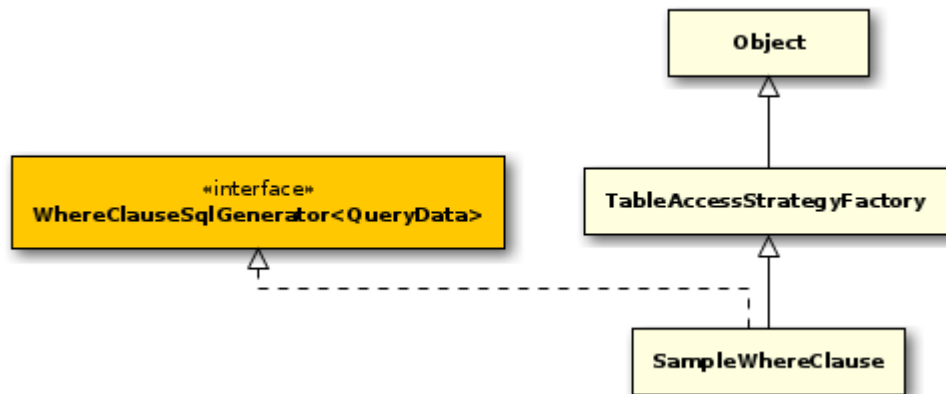 Object
«interface»
WhereClauseSqlGenerator<QueryData>
TableAccessStrategyFactory
SampleWhereClause